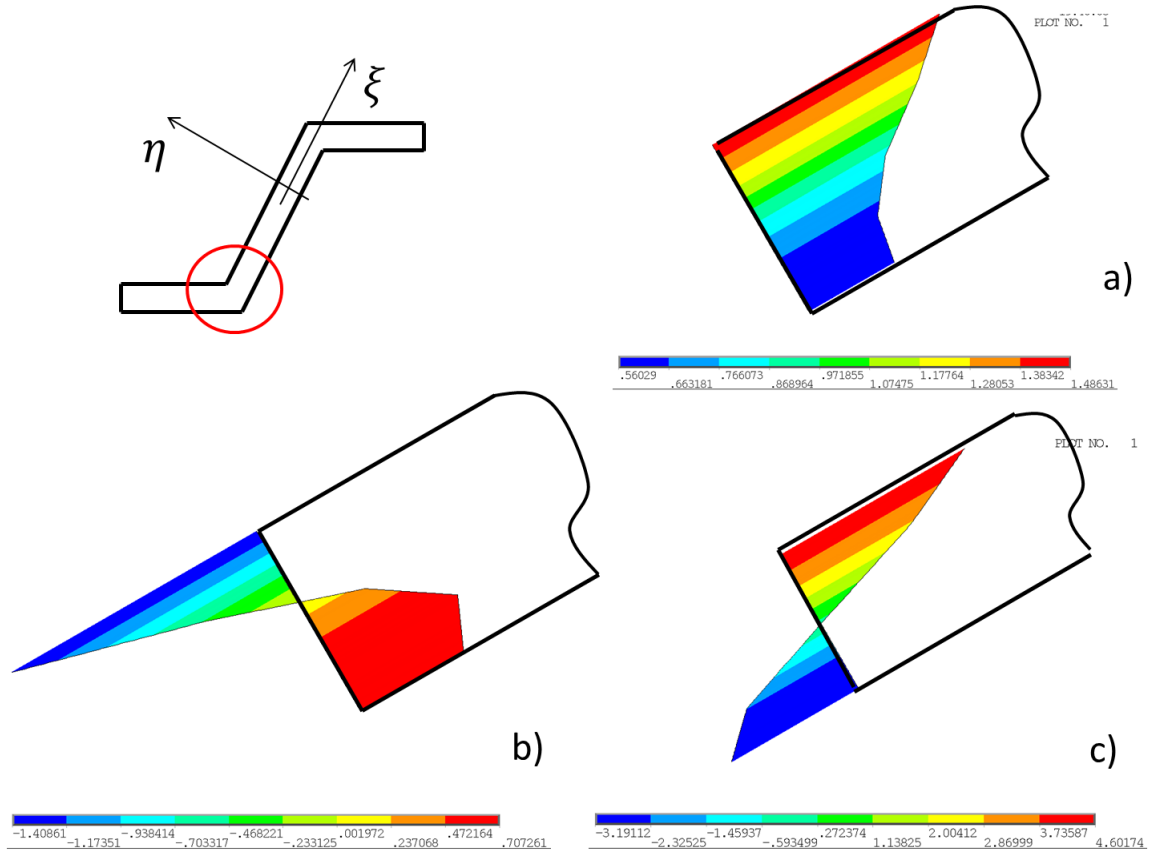 PLOT NO. 1
ξ
η
a)
.56029 .766073 .971855 1.17764 1.38342
.663181 .868964 1.07475 1.28053 1.48631
PLOT NO. 1
b)
c)
-1.40861 -.938414 -.468221 .001972 .472164
-1.17351 -.703317 -.233125 .237068 .707261
-3.19112 -1.45937 .272374 2.00412 3.73587
-2.32525 -.593499 1.13825 2.86999 4.60174